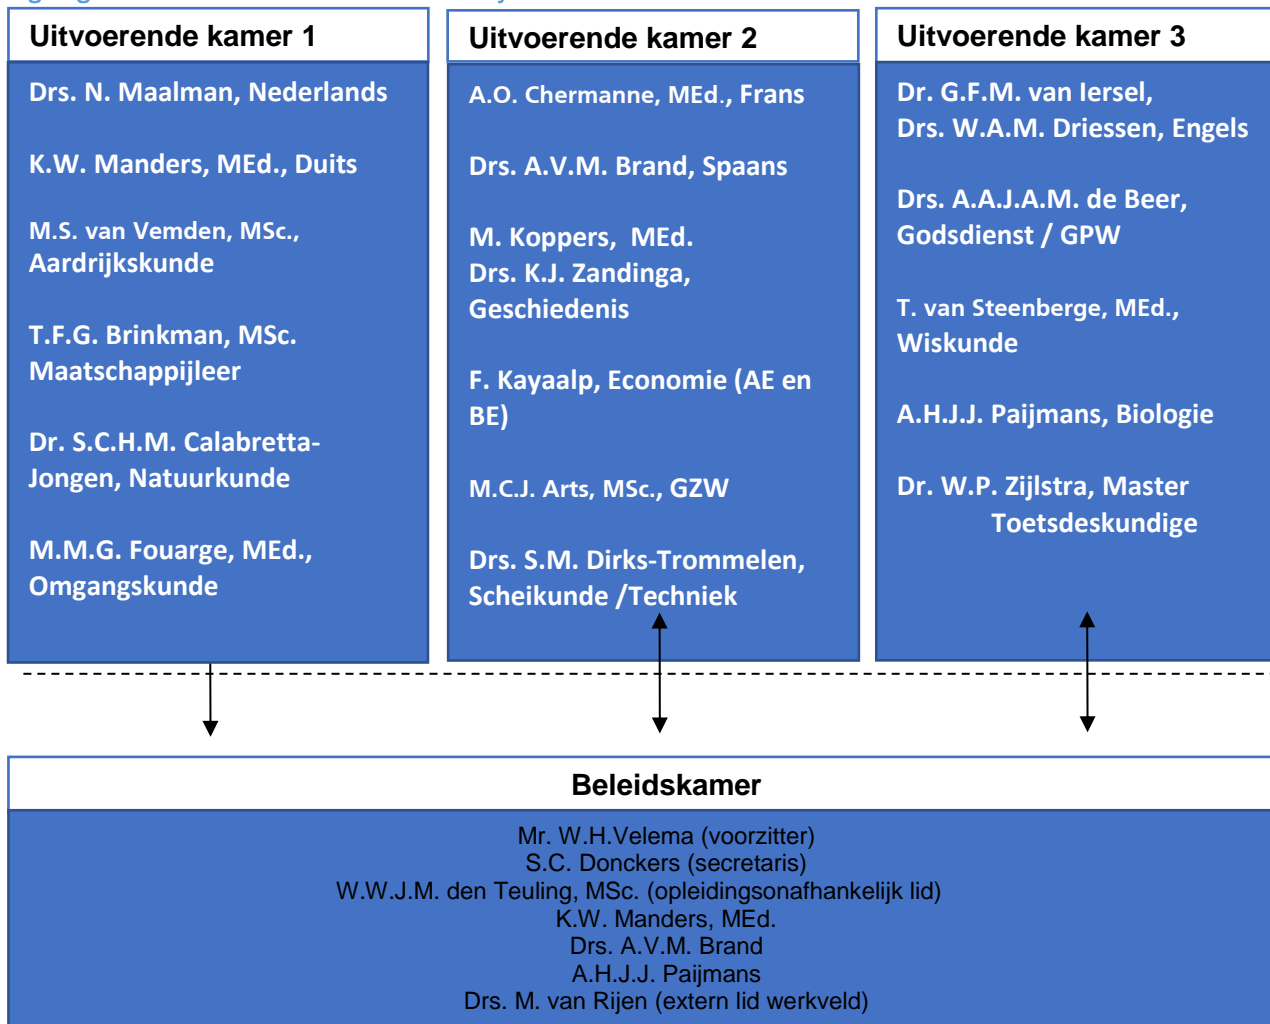 Uitvoerende kamer 1
Drs. N. Maalman, Nederlands
K.W. Manders, MEd., Duits
M.S. van Vemden, MSc.,
Aardrijkskunde
T.F.G. Brinkman, MSc.
Maatschappijleer
Dr. S.C.H.M. Calabretta-
Jongen, Natuurkunde
M.M.G. Fouarge, MEd.,
Omgangskunde
Uitvoerende kamer 2
A.O. Chermanne, MEd., Frans
Drs. A.V.M. Brand, Spaans
M. Koppers, MEd.
Drs. K.J. Zandinga,
Geschiedenis
F. Kayaalp, Economie (AE en
BE)
M.C.J. Arts, MSc., GZW
Drs. S.M. Dirks-Trommelen,
Scheikunde /Techniek
Uitvoerende kamer 3
Dr. G.F.M. van Iersel,
Drs. W.A.M. Driessen, Engels
Drs. A.A.J.A.M. de Beer,
Godsdienst / GPW
T. van Steenberge, MEd.,
Wiskunde
A.H.J.J. Paijmans, Biologie
Dr. W.P. Zijlstra, Master
Toetsdeskundige
Beleidskamer
Mr. W.H.Velema (voorzitter)
S.C. Donckers (secretaris)
W.W.J.M. den Teuling, MSc. (opleidingsonafhankelijk lid)
K.W. Manders, MEd.
Drs. A.V.M. Brand
A.H.J.J. Paijmans
Drs. M. van Rijen (extern lid werkveld)